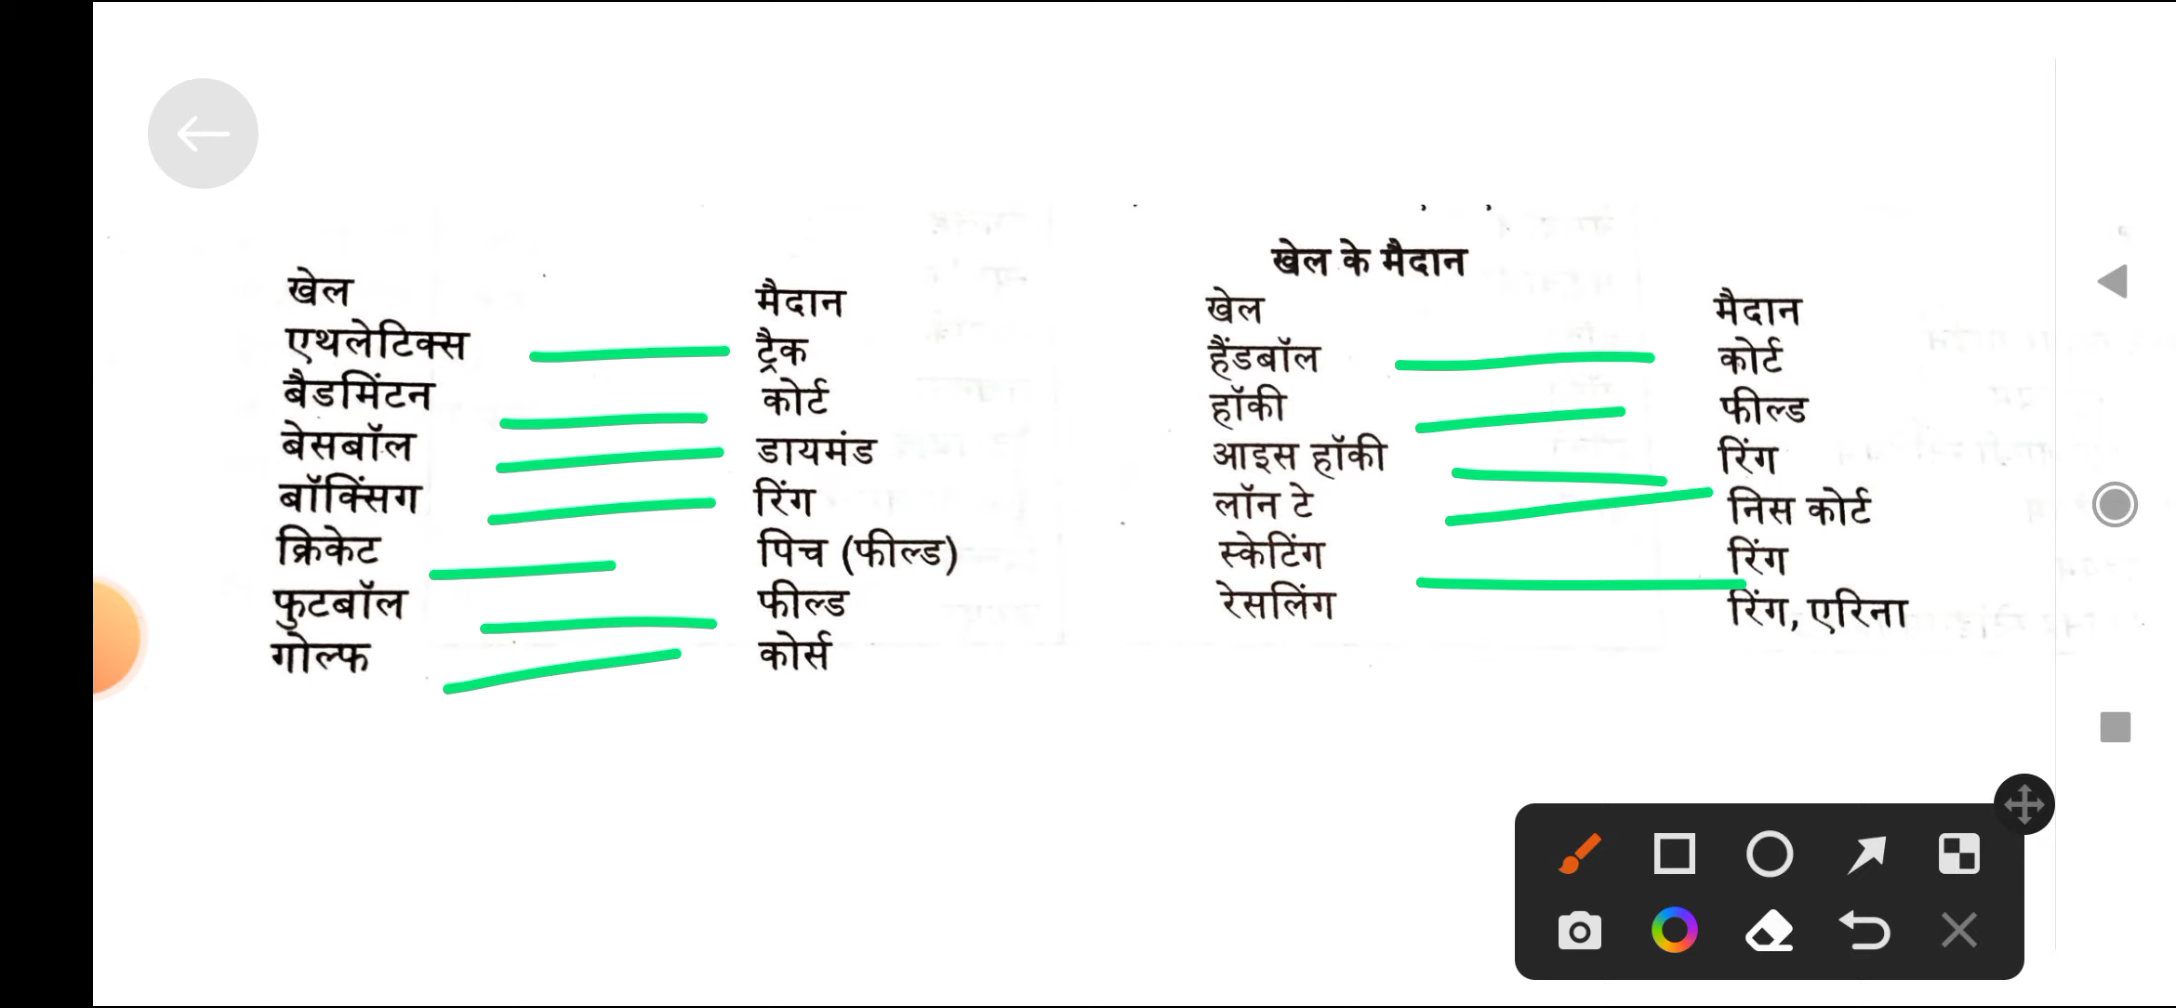 खेल
मैदान
एथलेटिक्स
ट्रैक
बैडमिंटन
कोर्ट
बेसबॉल
डायमंड
बॉक्सिंग
रिंग
क्रिकेट
पिच (फील्ड)
फुटबॉल
फील्ड
गोल्फ
कोर्स
खेल के मैदान
खेल
मैदान
हैंडबॉल
कोर्ट
हॉकी
फील्ड
आइस हॉकी
रिंग
लॉन टे
निस कोर्ट
स्केटिंग
रिंग
रेसलिंग
रिंग, एरिना